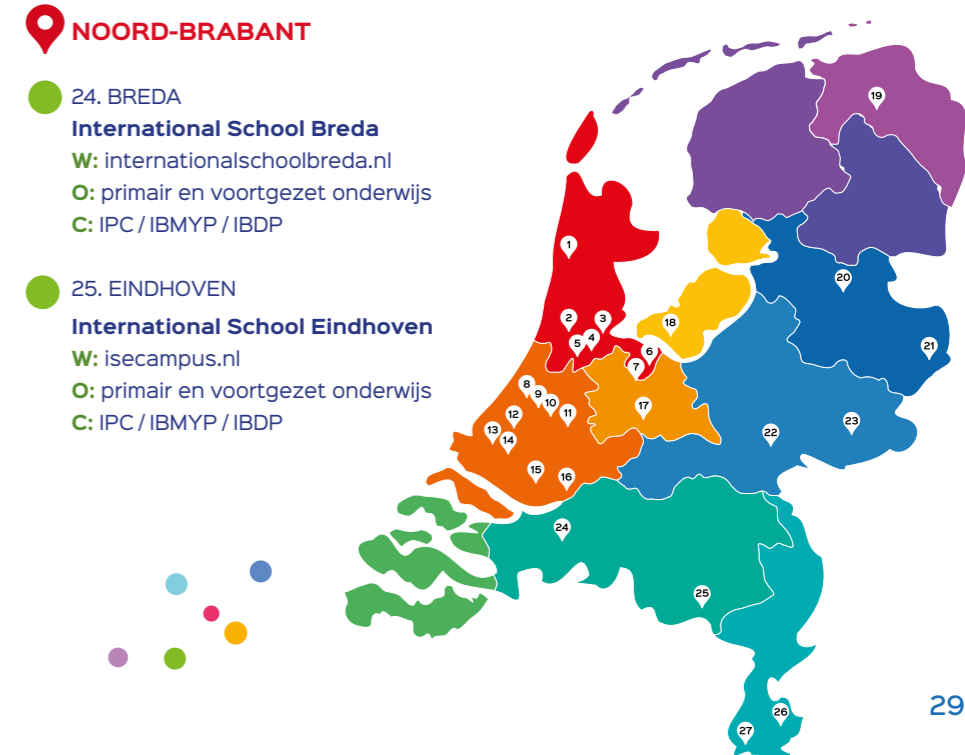 NOORD-BRABANT
24. BREDA
International School Breda
W: internationalschoolbreda.nl
O: primair en voortgezet onderwijs
C: IPC / IBMYP / IBDP
25. EINDHOVEN
International School Eindhoven
W: isecampus.nl
O: primair en voortgezet onderwijs
C: IPC / IBMYP / IBDP
1
2
3
4
5
6
7
8
9
10
11
12
13
14
15
16
17
18
19
20
21
22
23
24
25
26
27
29